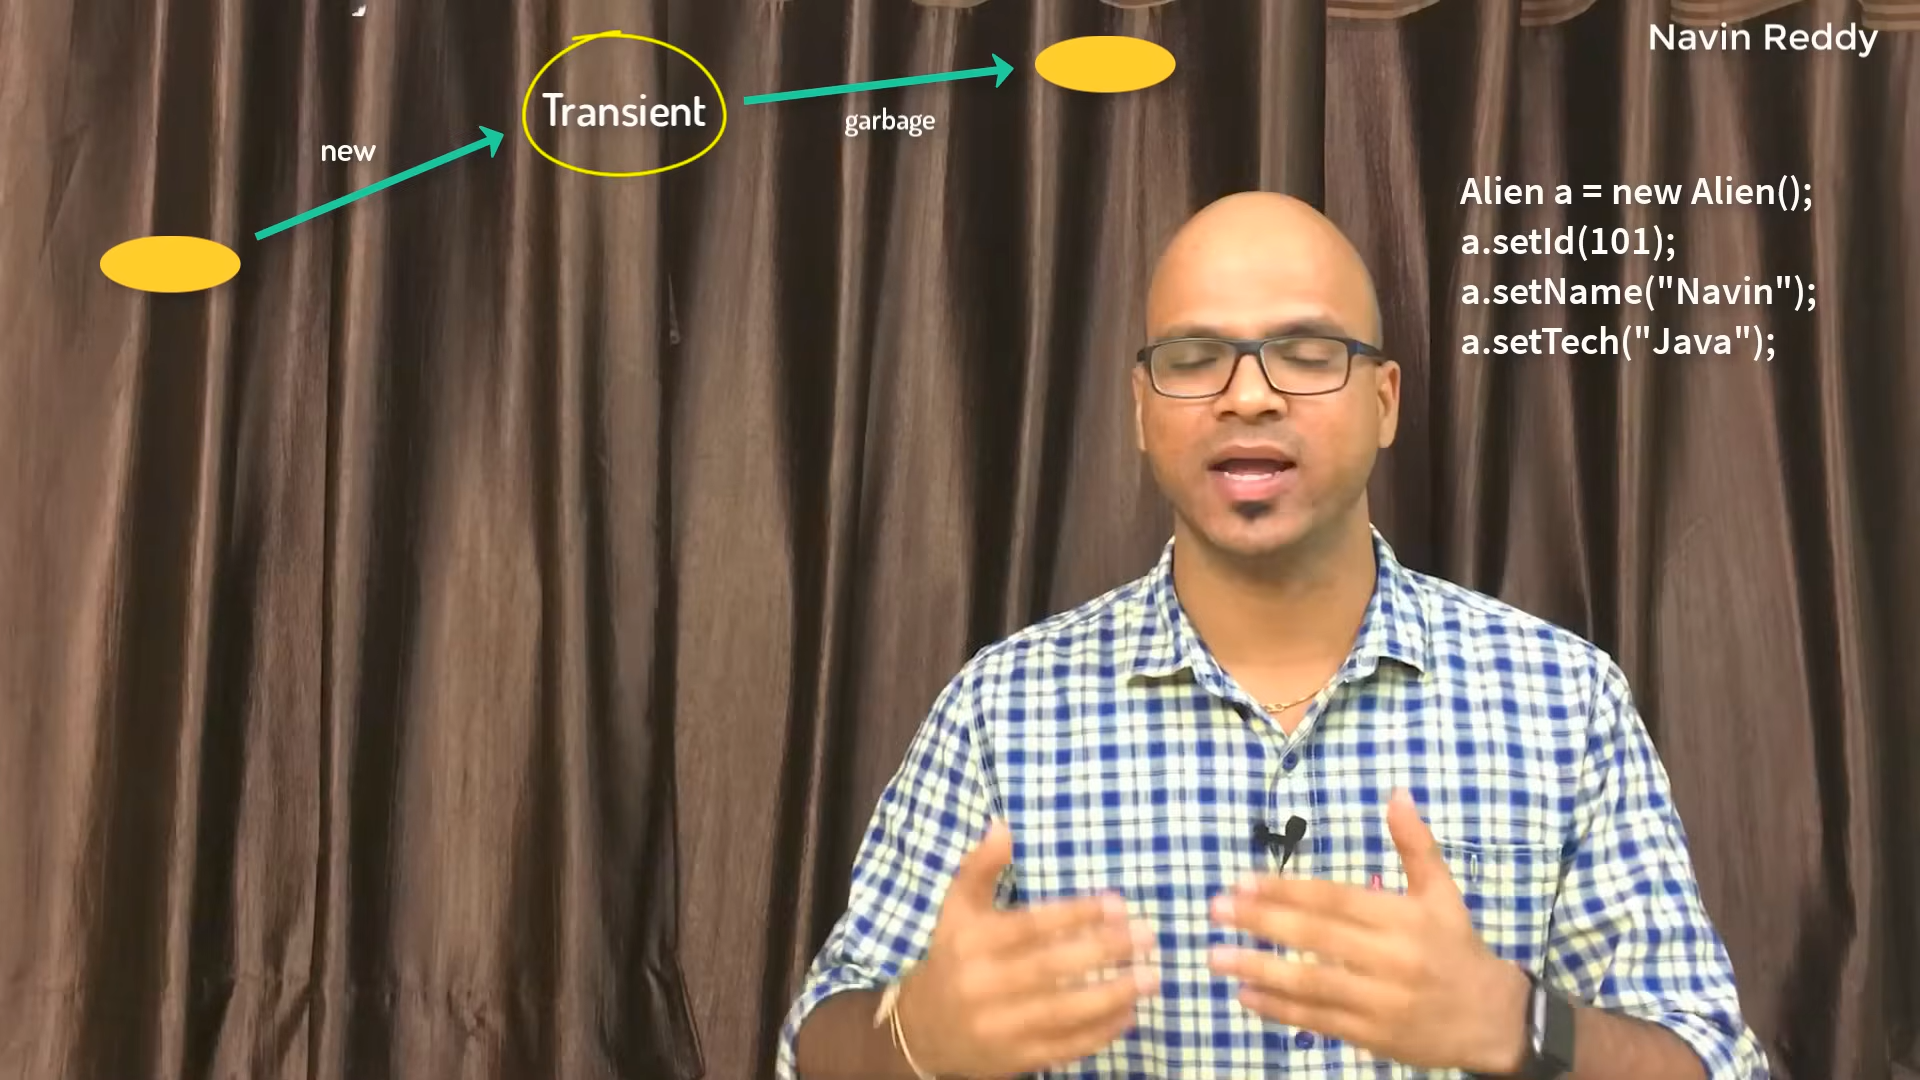 Navin Reddy
Transient
new
garbage
Alien a = new Alien();
a.setId(101);
a.setName("Navin");
a.setTech("Java");